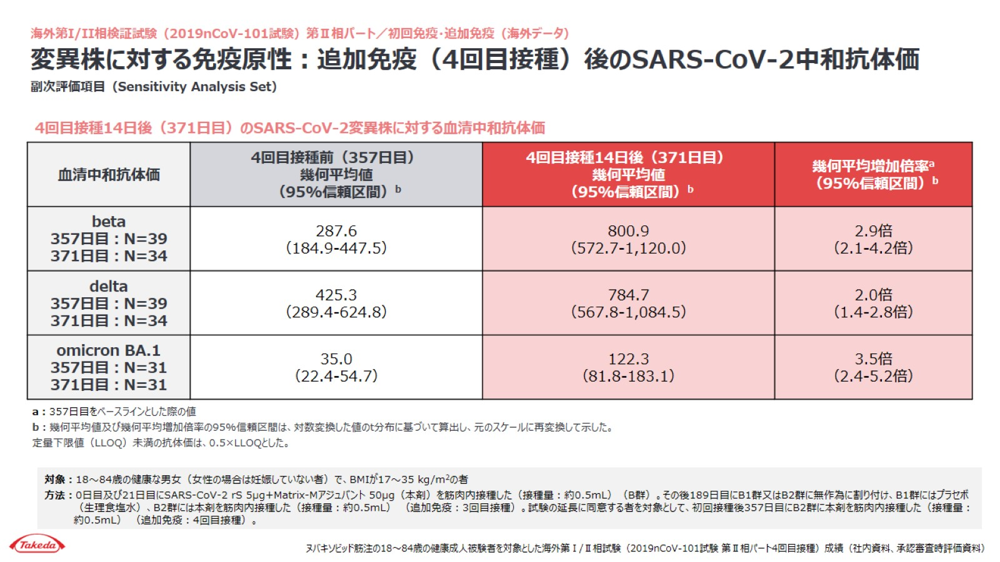 海外第I/II相検証試験（2019nCoV-101試験）第Ⅱ相パート／初回免疫･追加免疫（海外データ）
変異株に対する免疫原性：追加免疫（4回目接種）後のSARS-CoV-2中和抗体価
副次評価項目（Sensitivity Analysis Set）
4回目接種14日後（371日目）のSARS-CoV-2変異株に対する血清中和抗体価
血清中和抗体価
4回目接種前（357日目）
幾何平均値
（95%信頼区間）b
4回目接種14日後（371日目）
幾何平均値
（95%信頼区間）b
幾何平均増加倍率a
（95%信頼区間）b
beta
357日目：N=39
371日目：N=34
287.6
（184.9-447.5）
800.9
（572.7-1,120.0）
2.9倍
（2.1-4.2倍）
delta
357日目：N=39
371日目：N=34
425.3
（289.4-624.8）
784.7
（567.8-1,084.5）
2.0倍
（1.4-2.8倍）
omicron BA.1
357日目：N=31
371日目：N=31
35.0
（22.4-54.7）
122.3
（81.8-183.1）
3.5倍
（2.4-5.2倍）
a：357日目をベースラインとした際の値
b：幾何平均値及び幾何平均増加倍率の95%信頼区間は、対数変換した値のt分布に基づいて算出し、元のスケールに再変換して示した。
定量下限値（LLOQ）未満の抗体価は、0.5×LLOQとした。
対象：18～84歳の健康な男女（女性の場合は妊娠していない者）で、BMIが17～35 kg/m2の者
方法：0日目及び21日目にSARS-CoV-2 rS 5μg+Matrix-Mアジュバント 50μg（本剤）を筋肉内接種した（接種量：約0.5mL）（B群）。その後189日目にB1群又はB2群に無作為に割り付け、B1群にはプラセボ
（生理食塩水）、B2群には本剤を筋肉内接種した（接種量：約0.5mL）（追加免疫：3回目接種）。試験の延長に同意する者を対象として、初回接種後357日目にB2群に本剤を筋肉内接種した（接種量：
約0.5mL）（追加免疫：4回目接種）。
Takeda
ヌバキソビッド筋注の18～84歳の健康成人被験者を対象とした海外第Ⅰ/Ⅱ相試験（2019nCoV-101試験 第Ⅱ相パート4回目接種）成績（社内資料、承認審査時評価資料）